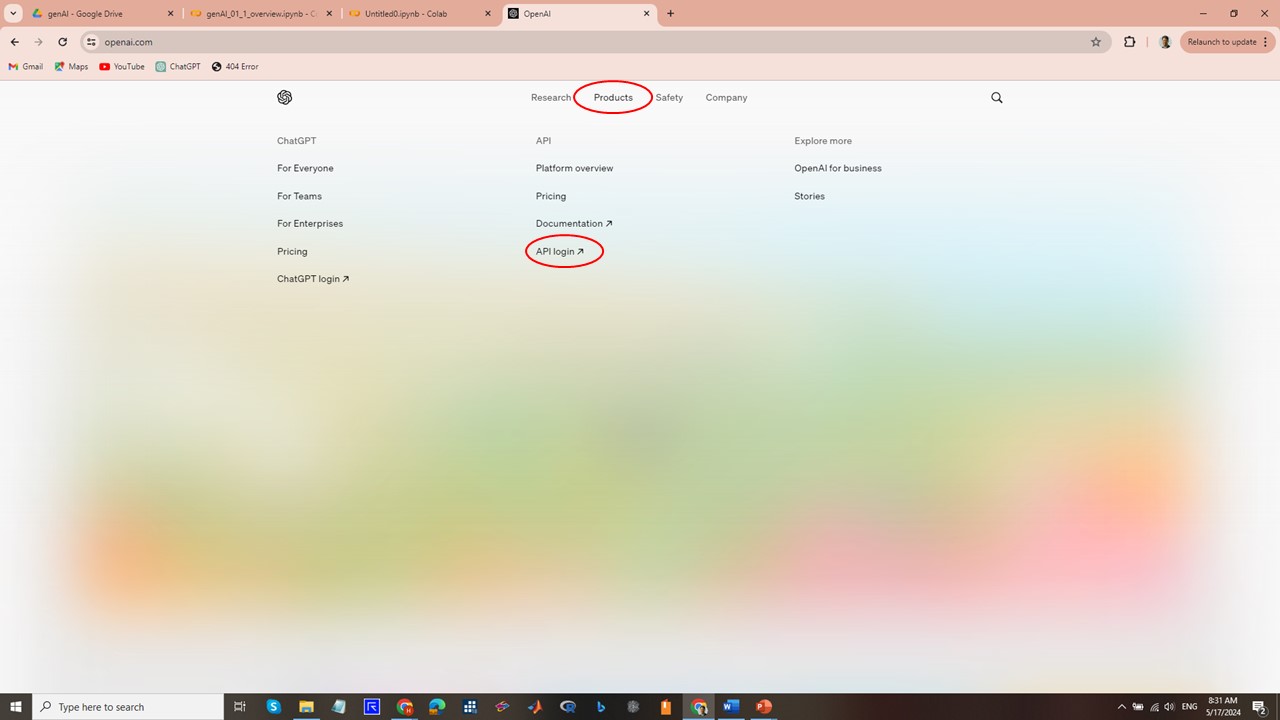 genAI - Google Drive
genAI_01_1_overview.ipynb - C
Untitled0.ipynb - Colab
OpenAI
openai.com
Relaunch to update
Gmail
Maps
YouTube
ChatGPT
404 Error
Research
Products
Safety
Company
ChatGPT
For Everyone
For Teams
For Enterprises
Pricing
ChatGPT login ↗
API
Platform overview
Pricing
Documentation ↗
API login ↗
Explore more
OpenAI for business
Stories
Type here to search
ENG
8:31 AM
5/17/2024
2